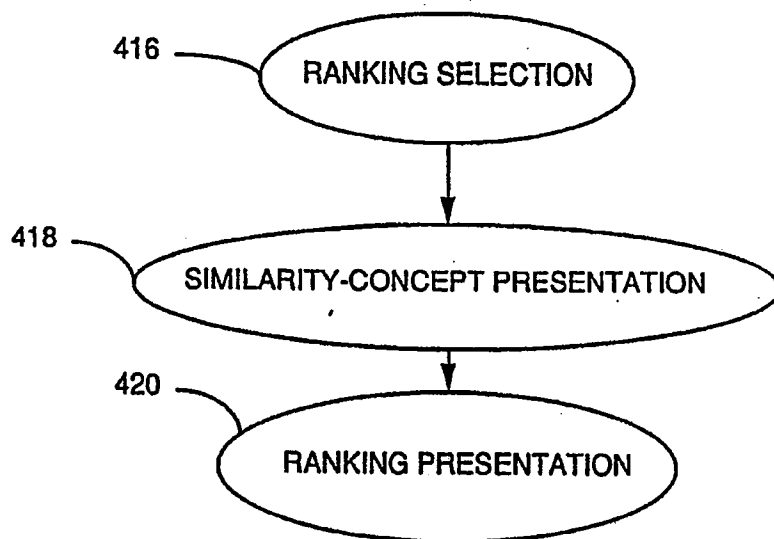 416
RANKING SELECTION
418
SIMILARITY-CONCEPT PRESENTATION
420
RANKING PRESENTATION